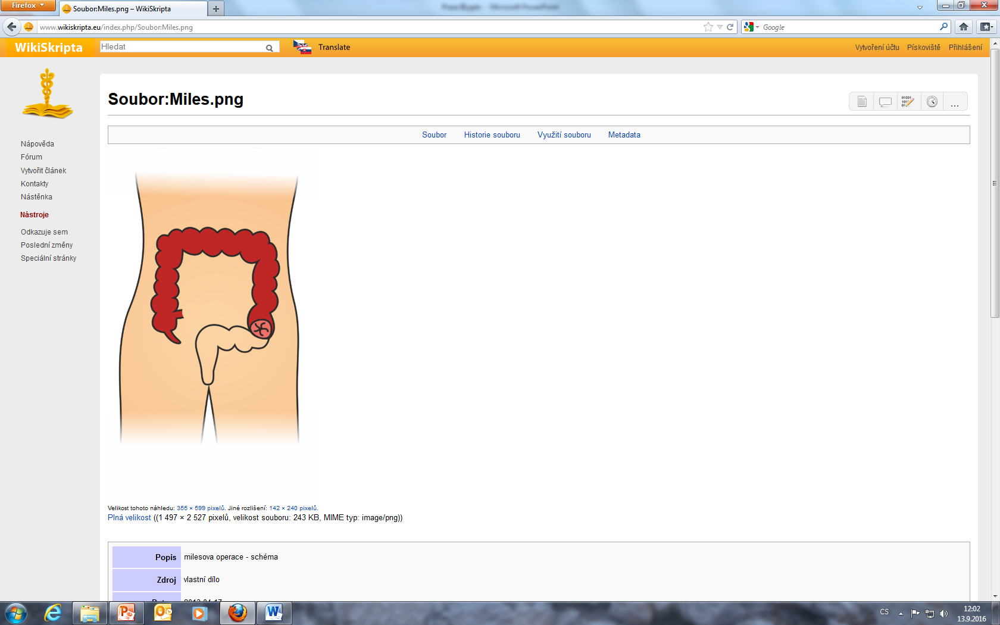 Firefox
Soubor:Miles.png – WikiSkripta
Microsoft PowerPoint
www.wikiskripta.eu/index.php/Soubor:Miles.png
Google
WikiSkripta
Hledat
Translate
Vytvoření účtu Pískoviště Přihlášení
Soubor:Miles.png
...
Soubor Historie souboru Využití souboru Metadata
Nápověda
Fórum
Vytvořit článek
Kontakty
Nástěnka
Nástroje
Odkazuje sem
Poslední změny
Speciální stránky
Velikost tohoto náhledu: 355 × 599 pixelů. Jiné rozlišení: 142 × 240 pixelů.
Plná velikost ((1 497 × 2 527 pixelů, velikost souboru: 243 KB, MIME typ: image/png))
Popis milesova operace - schéma
Zdroj vlastní dílo
CS
12:02
13.9.2016